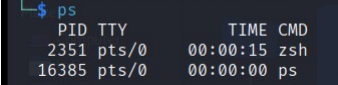 └─$ ps
PID TTY TIME CMD
2351 pts/0 00:00:15 zsh
16385 pts/0 00:00:00 ps